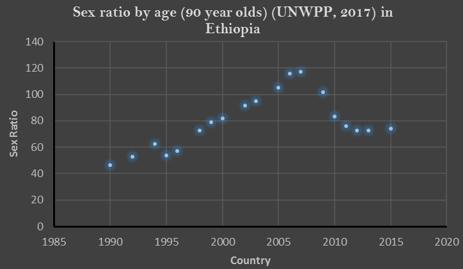 Sex ratio by age (90 year olds) (UNWPP, 2017) in
Ethiopia
140
120
100
80
60
40
20
0
Sex Ratio
1985 1990 1995 2000 2005 2010 2015 2020
Country